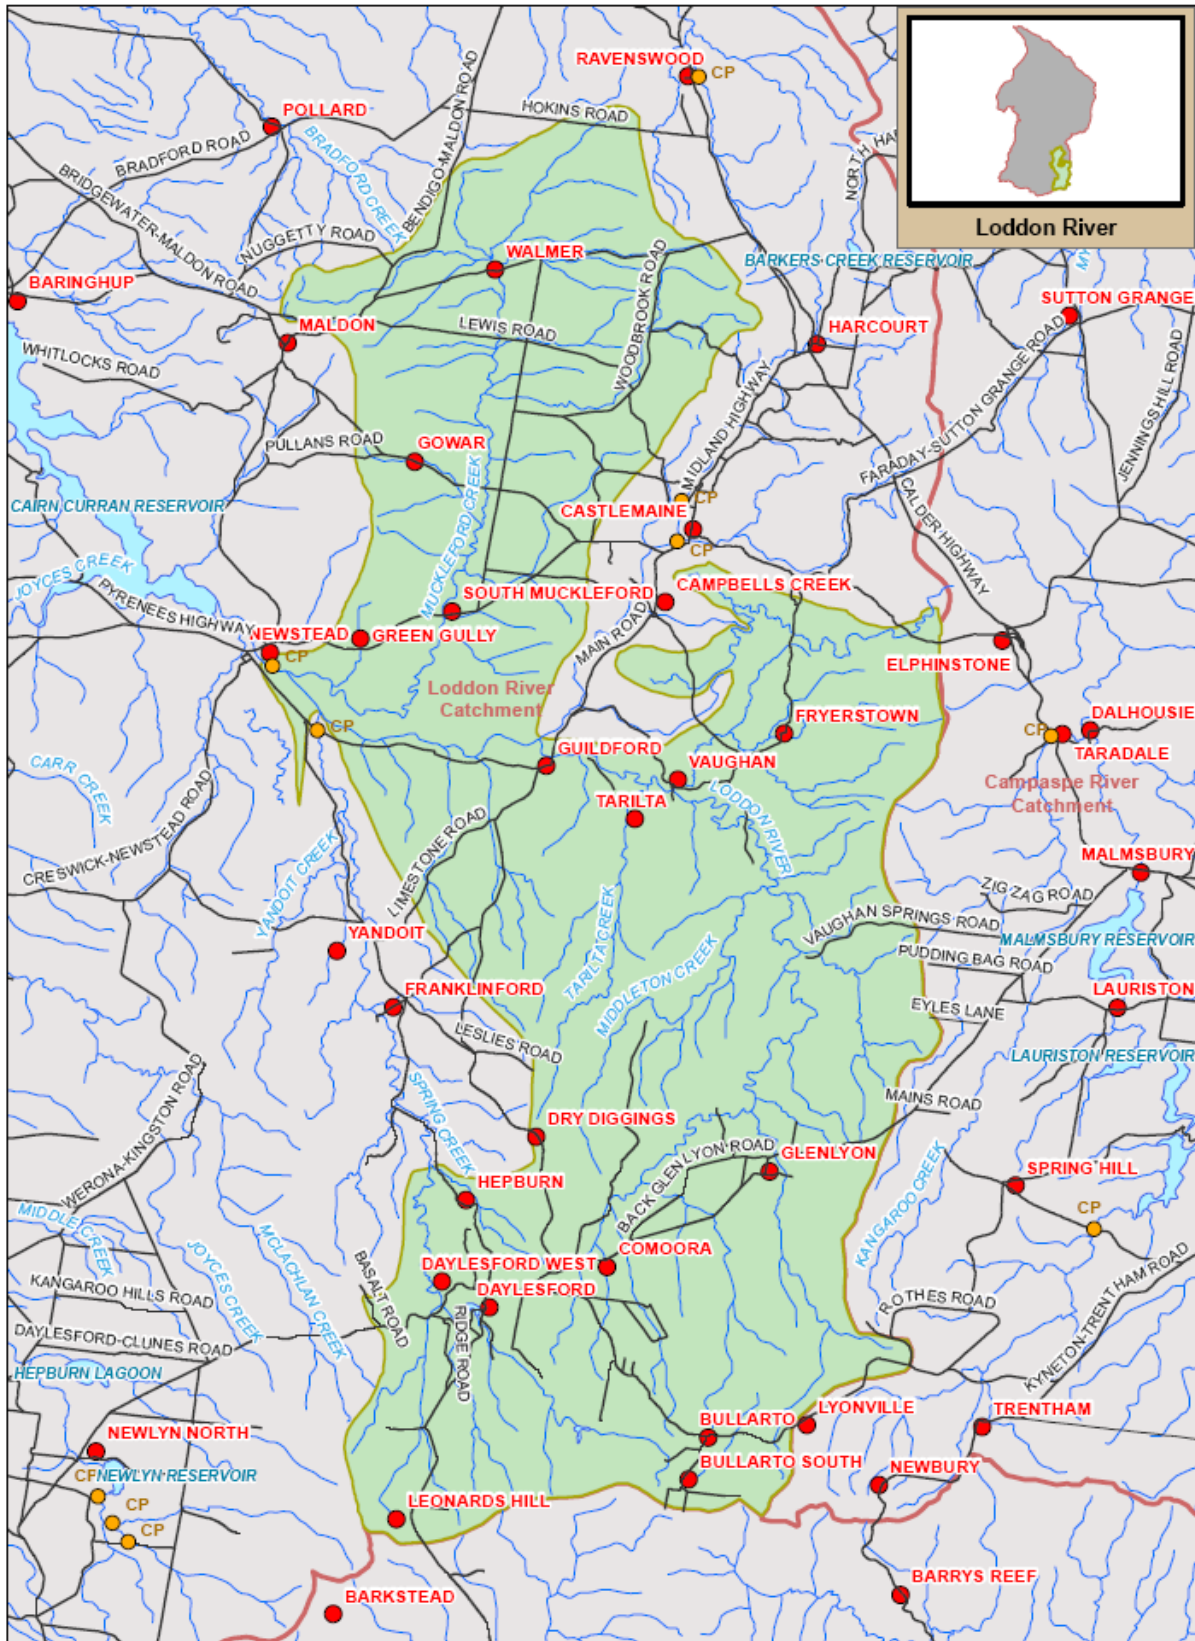 RAVENSWOOD
CP
POLLARD
HOKINS ROAD
BRADFORD ROAD
BRADFORD CREEK
BENDIGO-MALDON ROAD
NORTH HAR
Loddon River
BRIDGEWATER-MALDON ROAD
NUGGETTY ROAD
WALMER
BARKERS CREEK RESERVOIR
MY
BARINGHUP
SUTTON GRANGE
MALDON
LEWIS ROAD
WOODBROOK ROAD
HARCOURT
WHITLOCKS ROAD
MIDLAND HIGHWAY
FARADAY-SUTTON GRANGE ROAD
JENNINGS HILL ROAD
PULLANS ROAD
GOWAR
MUCKLEFORD CREEK
CP
CAIRN CURRAN RESERVOIR
CASTLEMAINE
CP
CALDER HIGHWAY
JOYCES CREEK
PYRENEES HIGHWAY
CAMPBELLS CREEK
SOUTH MUCKLEFORD
NEWSTEAD
CP
GREEN GULLY
MAIN ROAD
ELPHINSTONE
Loddon River
Catchment
CP
FRYERSTOWN
DALHOUSIE
CP
TARADALE
GUILDFORD
VAUGHAN
Campaspe River
Catchment
CARR CREEK
TARILTA
LODDON RIVER
CRESWICK-NEWSTEAD ROAD
LIMESTONE ROAD
YANDOIT CREEK
MALMSBURY
ZIG ZAG ROAD
VAUGHAN SPRINGS ROAD
YANDOIT
MALMSBURY RESERVOIR
TARILTA CREEK
MIDDLETON CREEK
PUDDING BAG ROAD
FRANKLINFORD
EYLES LANE
LAURISTON
LESLIES ROAD
LAURISTON RESERVOIR
SPRING CREEK
MAINS ROAD
WERONA-KINGSTON ROAD
DRY DIGGINGS
BACK GLENLYON ROAD
GLENLYON
KANGAROO CREEK
SPRING HILL
HEPBURN
CP
MIDDLE CREEK
JOYCES CREEK
MCLACHLAN CREEK
COMOORA
DAYLESFORD WEST
BASALT ROAD
KANGAROO HILLS ROAD
DAYLESFORD
RIDGE ROAD
ROTHES ROAD
KYNETON-TRENTHAM ROAD
DAYLESFORD-CLUNES ROAD
HEPBURN LAGOON
LYONVILLE
TRENTHAM
BULLARTO
NEWLYN NORTH
BULLARTO SOUTH
NEWBURY
CP
NEWLYN RESERVOIR
CP
CP
LEONARDS HILL
BARKSTEAD
BARRYS REEF